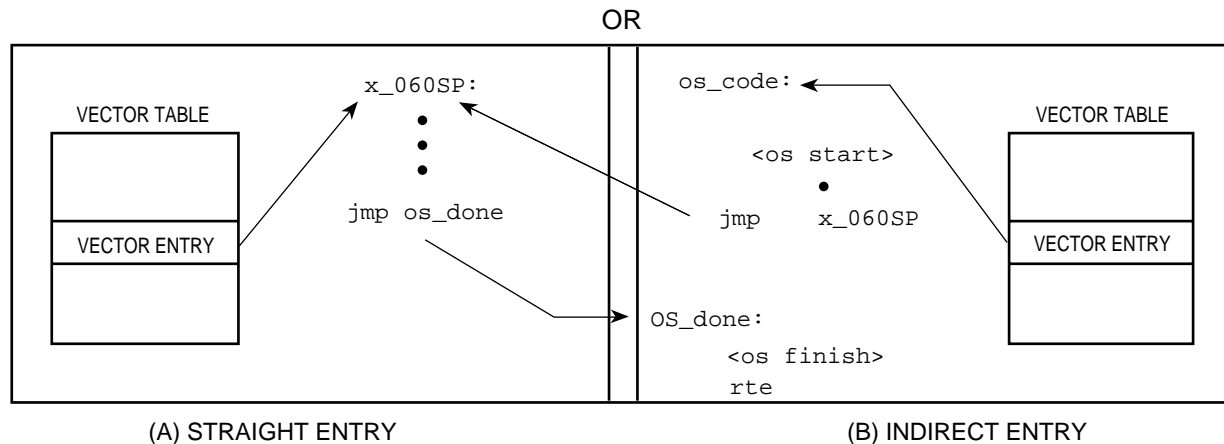 OR
x_060SP:
VECTOR TABLE
jmp os_done
VECTOR ENTRY
os_code:
VECTOR TABLE
<os start>
jmp x_060SP
VECTOR ENTRY
OS_done:
<os finish>
rte
(A) STRAIGHT ENTRY
(B) INDIRECT ENTRY